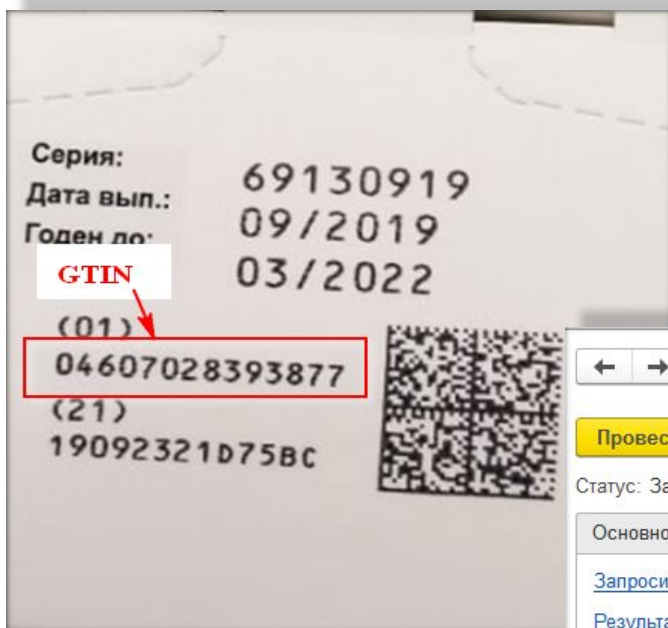 Серия: 69130919
Дата вып.: 09/2019
Годен до: 03/2022
GTIN
(01)
04607028393877
(21)
19092321D75BC
← →
Провес
Статус: За
Основно
Запроси
Результа